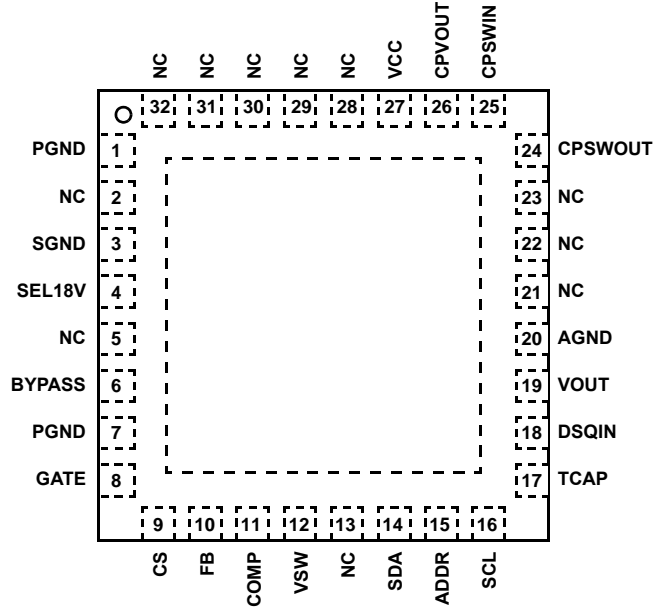 NC NC NC NC NC VCC CPVOUT CPSWIN
32 31 30 29 28 27 26 25
PGND 1 24 CPSWOUT
NC 2 23 NC
SGND 3 22 NC
SEL18V 4 21 NC
NC 5 20 AGND
BYPASS 6 19 VOUT
PGND 7 18 DSQIN
GATE 8 17 TCAP
9 10 11 12 13 14 15 16
CS FB COMP VSW NC SDA ADDR SCL